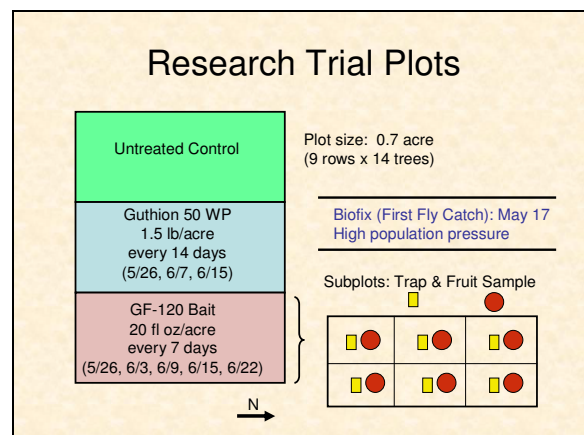 Research Trial Plots
Untreated Control
Guthion 50 WP
1.5 lb/acre
every 14 days
(5/26, 6/7, 6/15)
GF-120 Bait
20 fl oz/acre
every 7 days
(5/26, 6/3, 6/9, 6/15, 6/22)
Plot size: 0.7 acre
(9 rows x 14 trees)
Biofix (First Fly Catch): May 17
High population pressure
Subplots: Trap & Fruit Sample
N